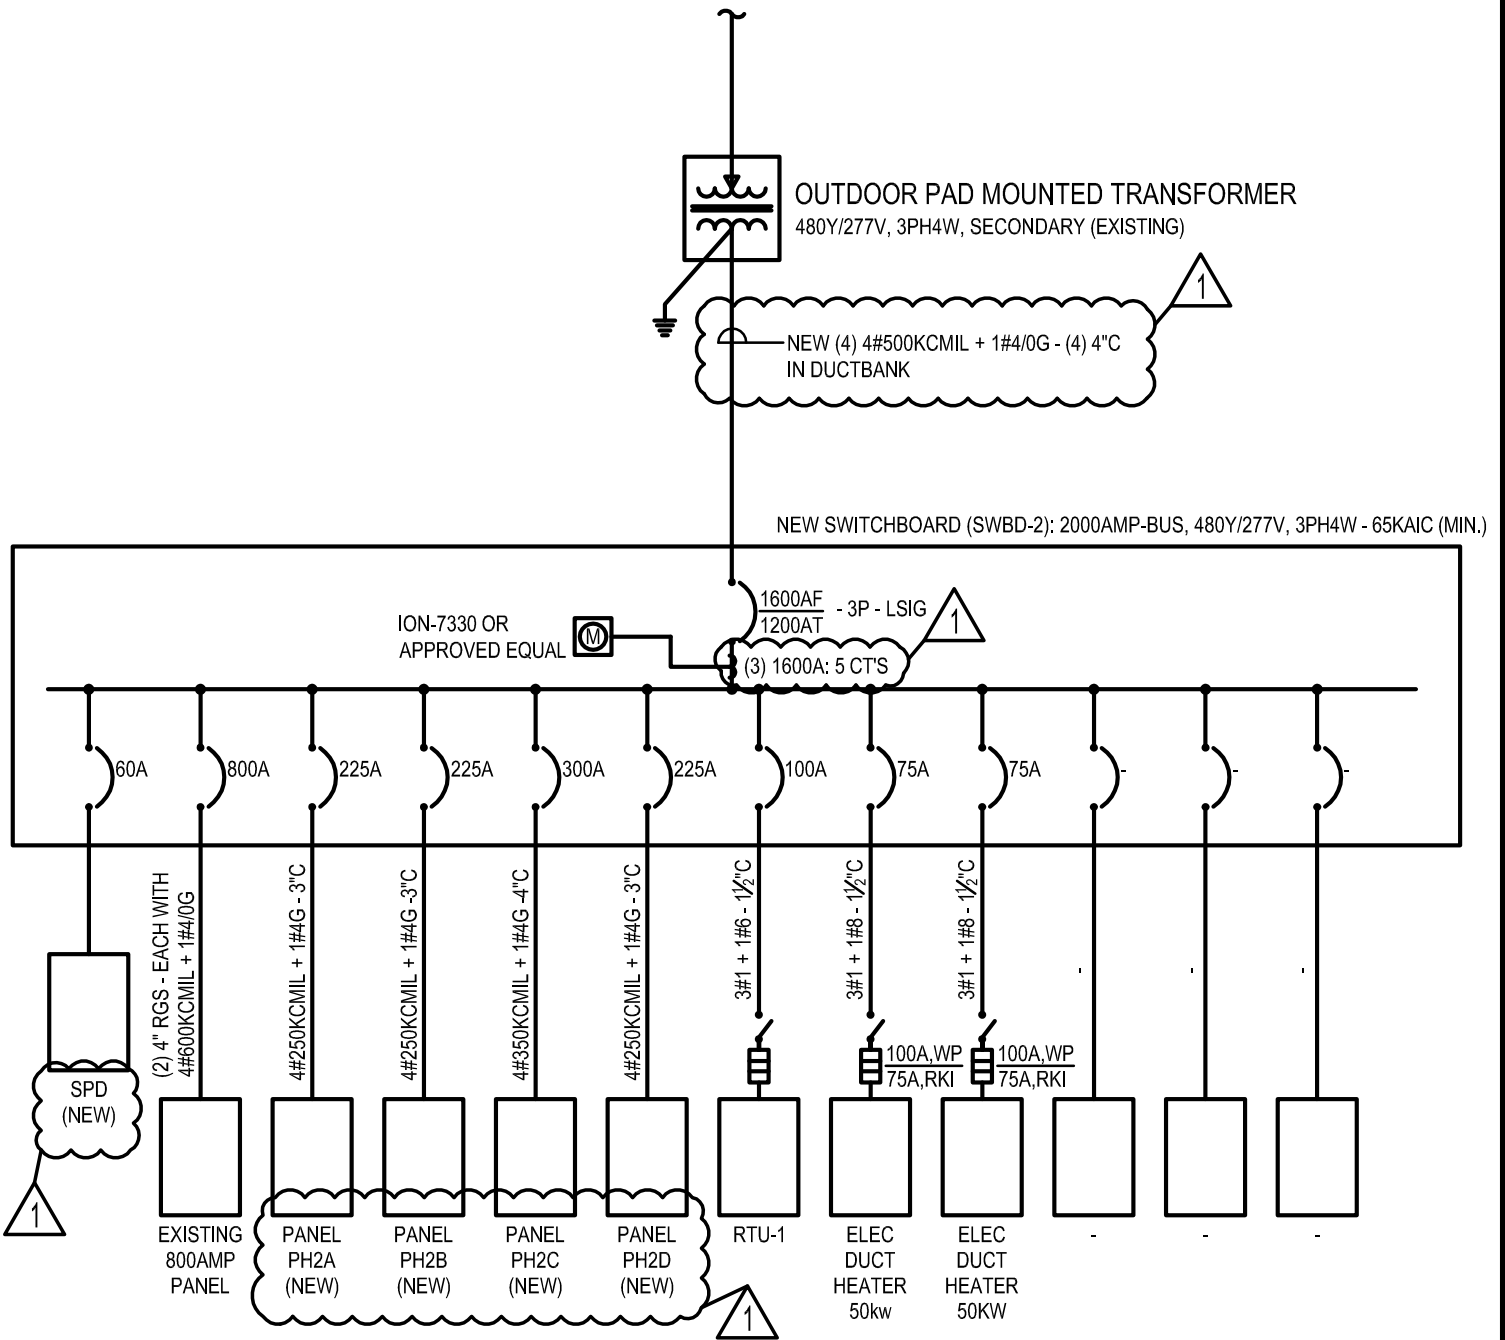 OUTDOOR PAD MOUNTED TRANSFORMER
480Y/277V, 3PH4W, SECONDARY (EXISTING)
1
NEW (4) 4#500KCMIL + 1#4/0G - (4) 4"C
IN DUCTBANK
NEW SWITCHBOARD (SWBD-2): 2000AMP-BUS, 480Y/277V, 3PH4W - 65KAIC (MIN.)
1600AF
1200AT
- 3P - LSIG
1
ION-7330 OR
APPROVED EQUAL
M
(3) 1600A: 5 CT'S
60A
800A
225A
225A
300A
225A
100A
75A
75A
-
-
-
(2) 4" RGS - EACH WITH
4#600KCMIL + 1#4/0G
4#250KCMIL + 1#4G - 3"C
4#250KCMIL + 1#4G -3"C
4#350KCMIL + 1#4G -4"C
4#250KCMIL + 1#4G - 3"C
3#1 + 1#6 - 1½"C
3#1 + 1#8 - 1½"C
3#1 + 1#8 - 1½"C
-
-
-
100A,WP
75A,RKI
100A,WP
75A,RKI
SPD
(NEW)
1
EXISTING
800AMP
PANEL
PANEL
PH2A
(NEW)
PANEL
PH2B
(NEW)
PANEL
PH2C
(NEW)
PANEL
PH2D
(NEW)
1
RTU-1
ELEC
DUCT
HEATER
50kw
ELEC
DUCT
HEATER
50KW
-
-
-